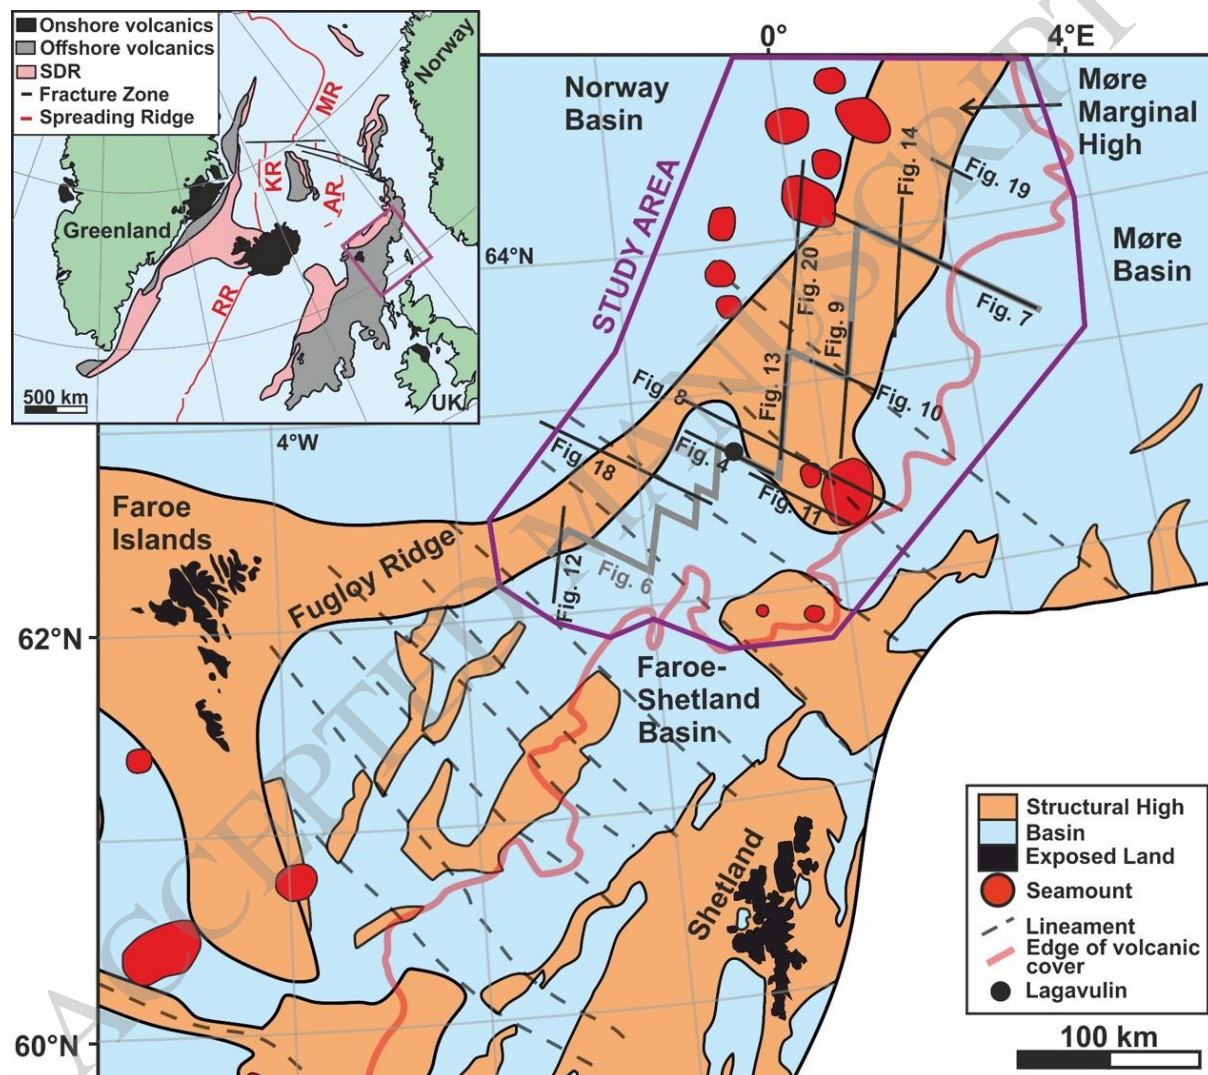 Onshore volcanics
Offshore volcanics
SDR
Fracture Zone
Spreading Ridge
Norway
MR
KR
AR
Greenland
RR
500 km
UK
0°
4°E
Norway
Basin
Møre
Marginal
High
Fig. 14
Fig. 19
STUDY AREA
Møre
Basin
64°N
Fig. 20
Fig. 9
Fig. 7
Fig. 13
Fig. 8
Fig. 10
4°W
Fig. 4
Fig. 18
Fig. 11
Faroe
Islands
Fugloy Ridge
Fig. 12
Fig. 6
62°N
Faroe-
Shetland
Basin
Shetland
Structural High
Basin
Exposed Land
Seamount
Lineament
Edge of volcanic
cover
Lagavulin
60°N
100 km
ACCEPTED MANUSCRIPT